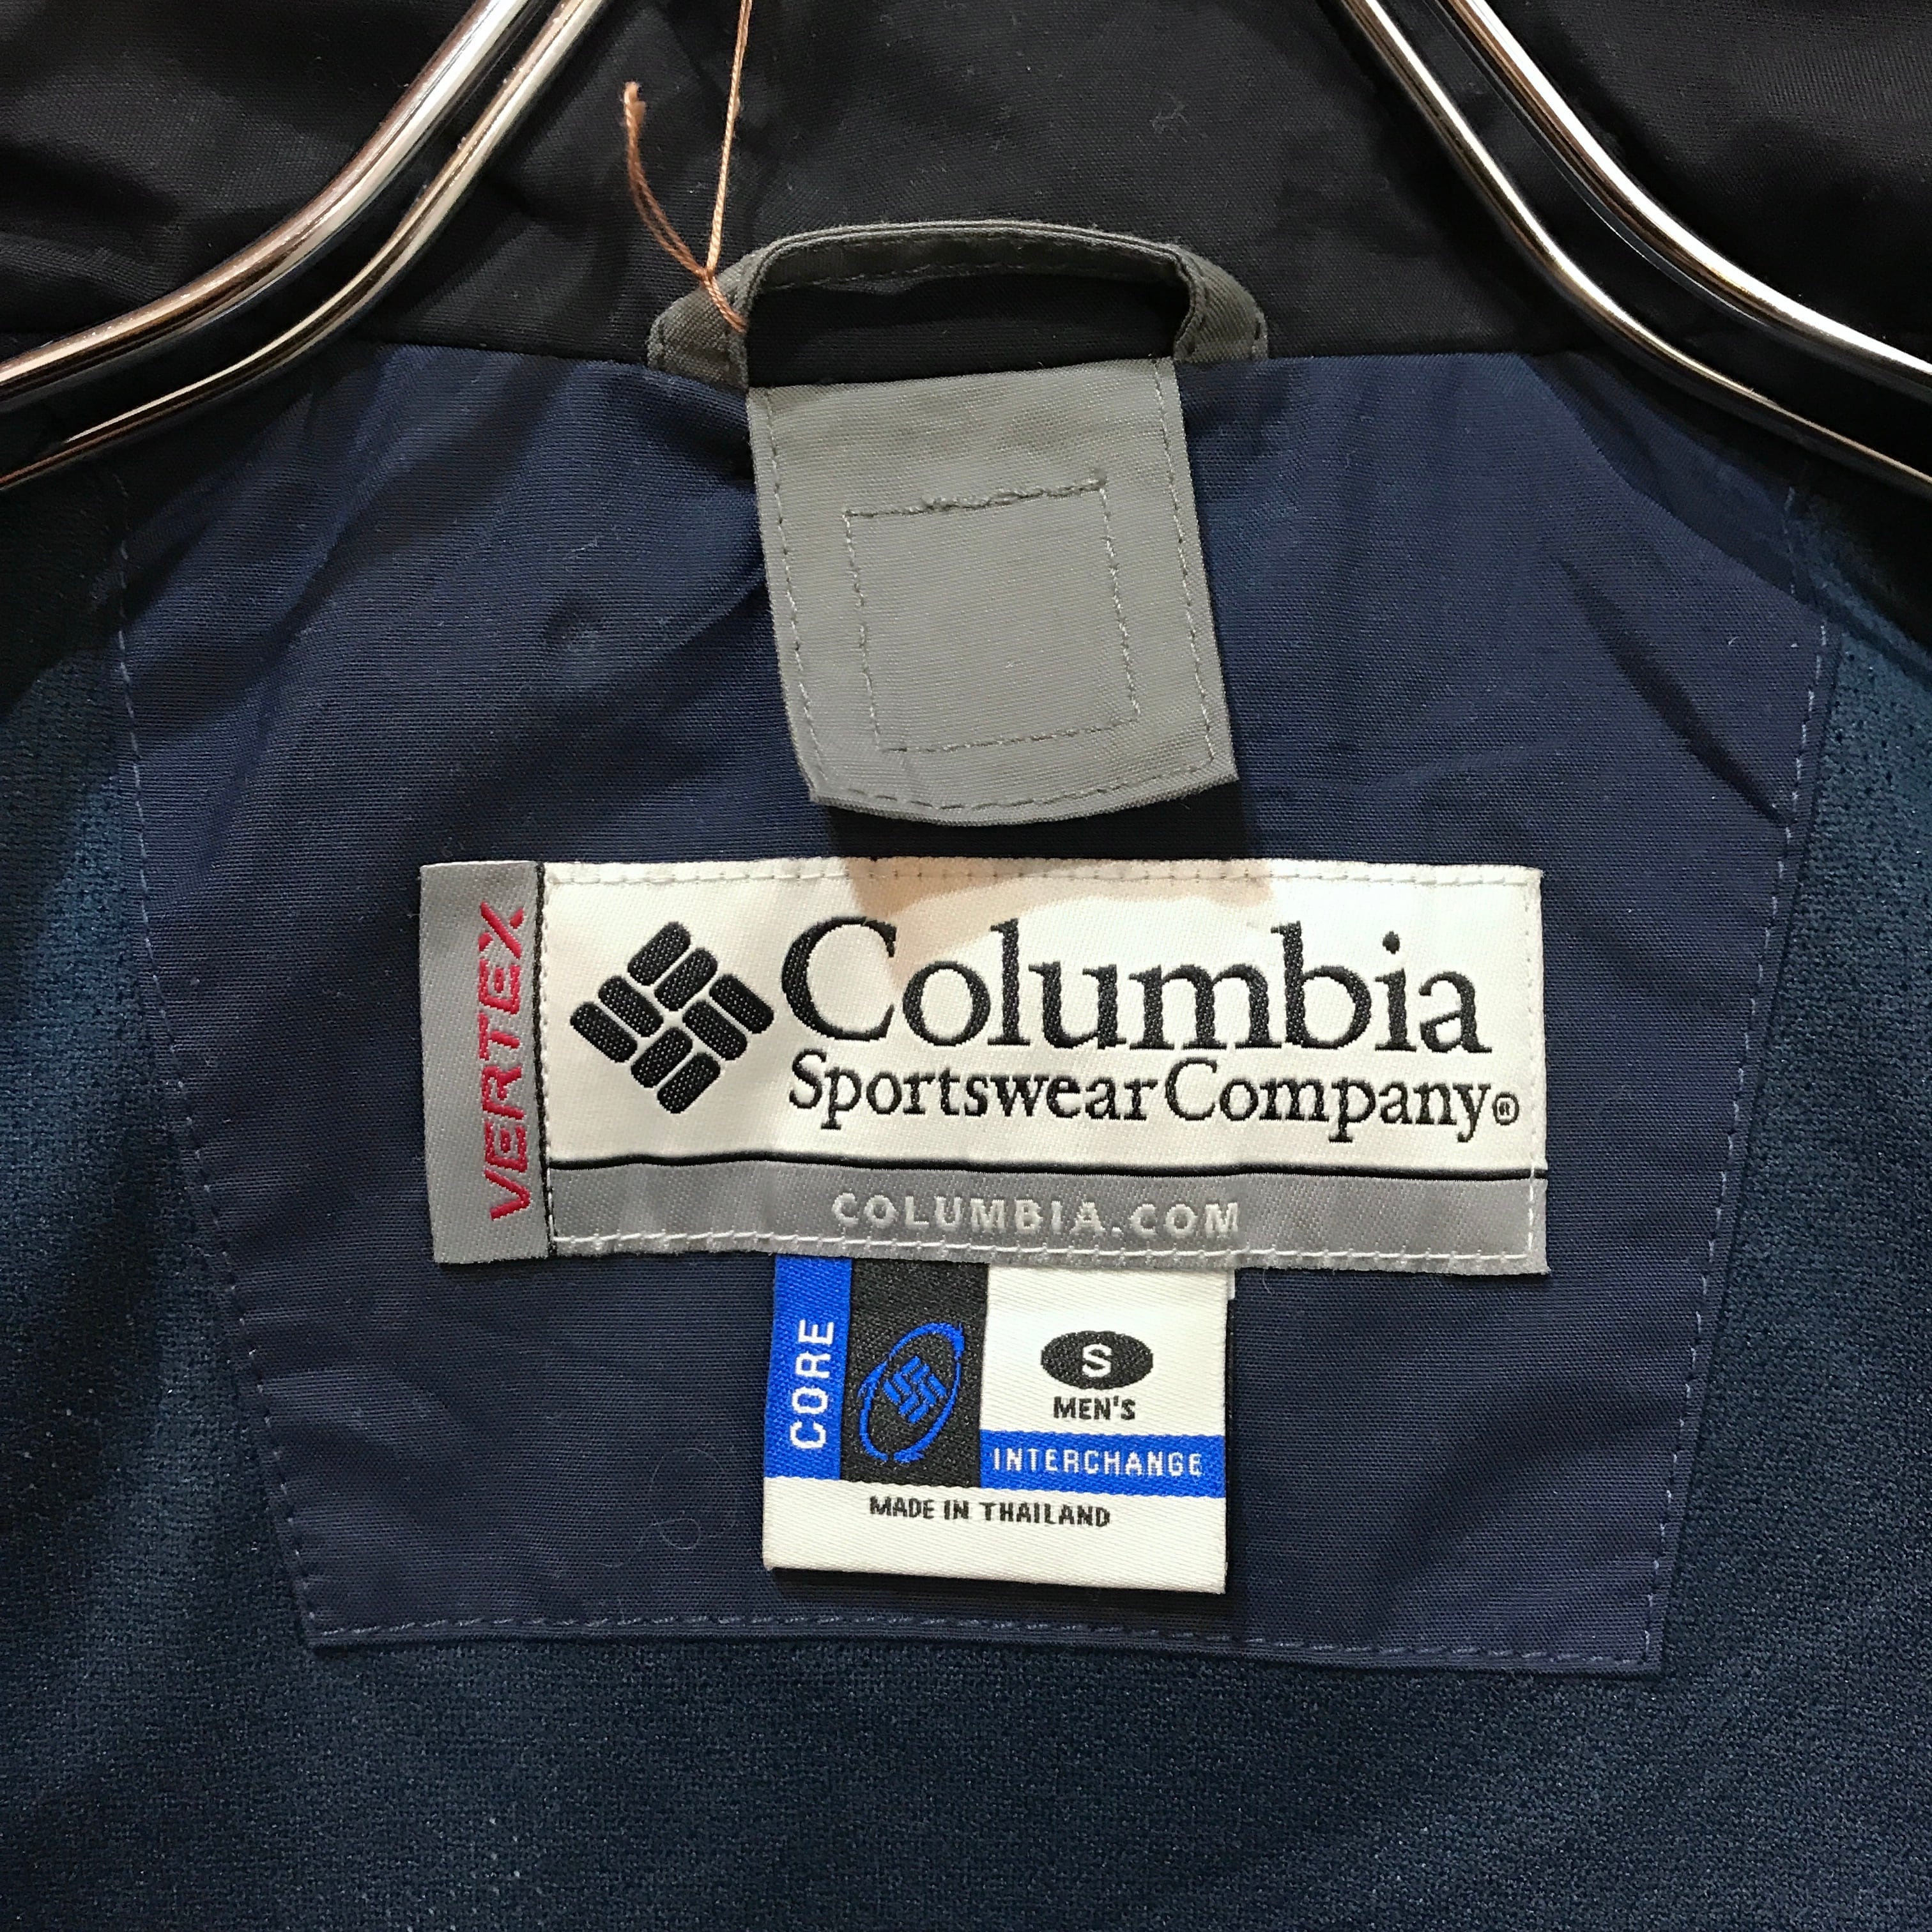 VERTEX
Columbia
Sportswear Company®
COLUMBIA.COM
CORE
S
MEN'S
INTERCHANGE
MADE IN THAILAND